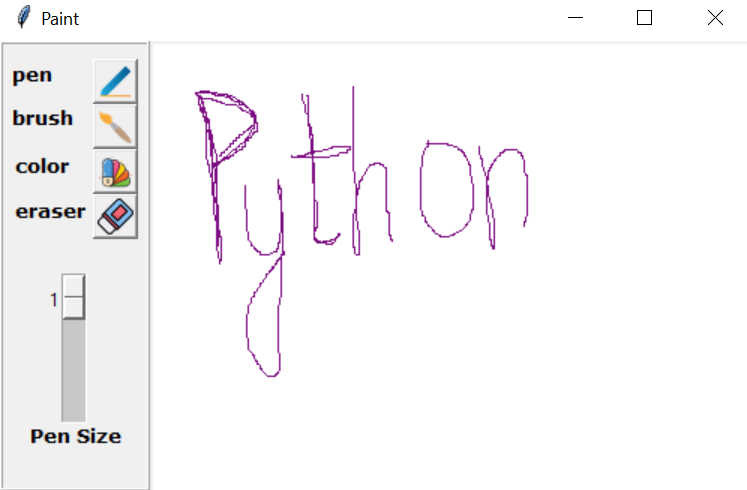 Paint
pen
brush
color
eraser
1
Pen Size
Python